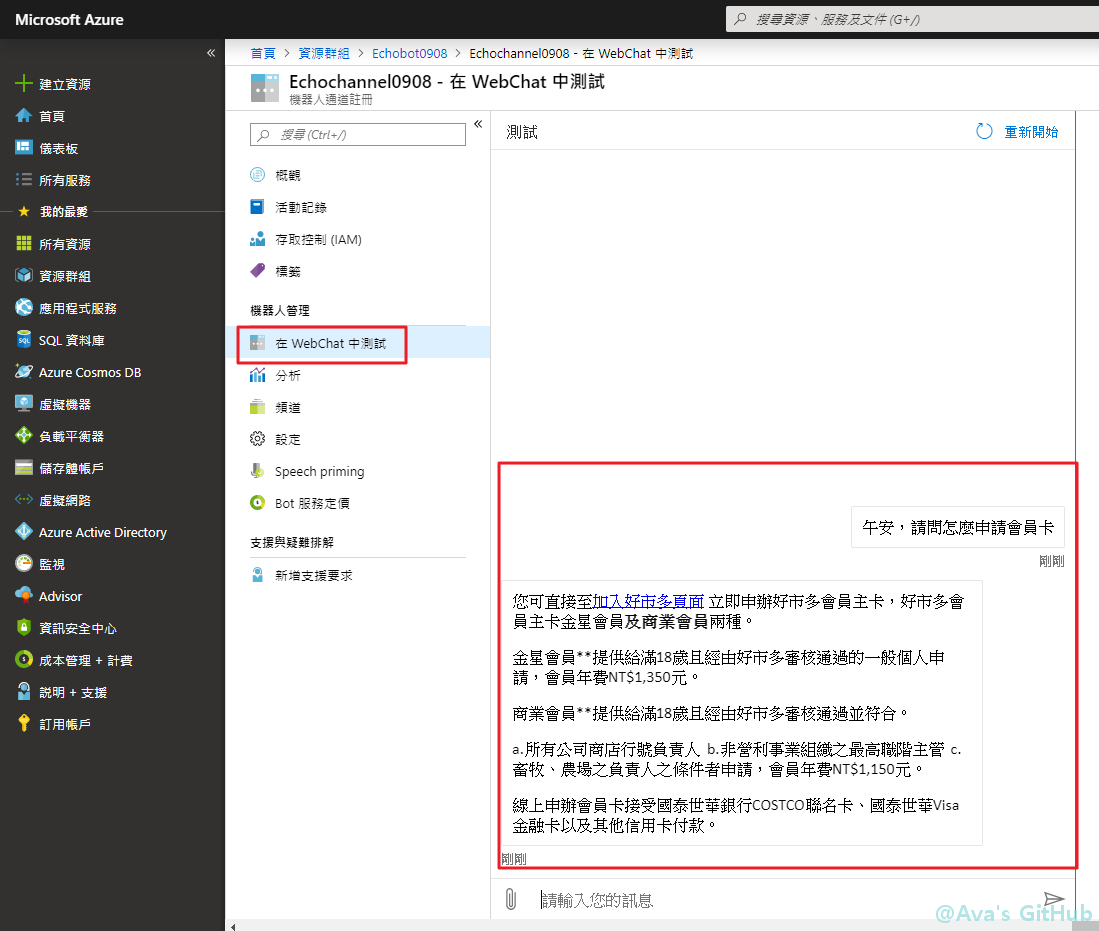 Microsoft Azure
搜尋資源、服務及文件 (G+/)
«
建立資源
首頁
儀表板
所有服務
我的最愛
所有資源
資源群組
應用程式服務
SQL 資料庫
Azure Cosmos DB
虛擬機器
負載平衡器
儲存體帳戶
虛擬網路
Azure Active Directory
監視
Advisor
資訊安全中心
成本管理 + 計費
說明 + 支援
訂用帳戶
首頁 > 資源群組 > Echobot0908 > Echochannel0908 - 在 WebChat 中測試
Echochannel0908 - 在 WebChat 中測試
機器人通道註冊
搜尋 (Ctrl+/)
«
概觀
活動記錄
存取控制 (IAM)
標籤
機器人管理
在 WebChat 中測試
分析
頻道
設定
Speech priming
Bot 服務定價
支援與疑難排解
新增支援要求
測試
重新開始
午安，請問怎麼申請會員卡
剛剛
您可直接至加入好市多頁面 立即申辦好市多會員主卡，好市多會
員主卡金星會員及商業會員兩種。
金星會員**提供給滿18歲且經由好市多審核通過的一般個人申
請，會員年費NT$1,350元。
商業會員**提供給滿18歲且經由好市多審核通過並符合。
a.所有公司商店行號負責人 b.非營利事業組織之最高職階主管 c.
畜牧、農場之負責人之條件者申請，會員年費NT$1,150元。
線上申辦會員卡接受國泰世華銀行COSTCO聯名卡、國泰世華Visa
金融卡以及其他信用卡付款。
剛剛
請輸入您的訊息
@Ava's GitHub